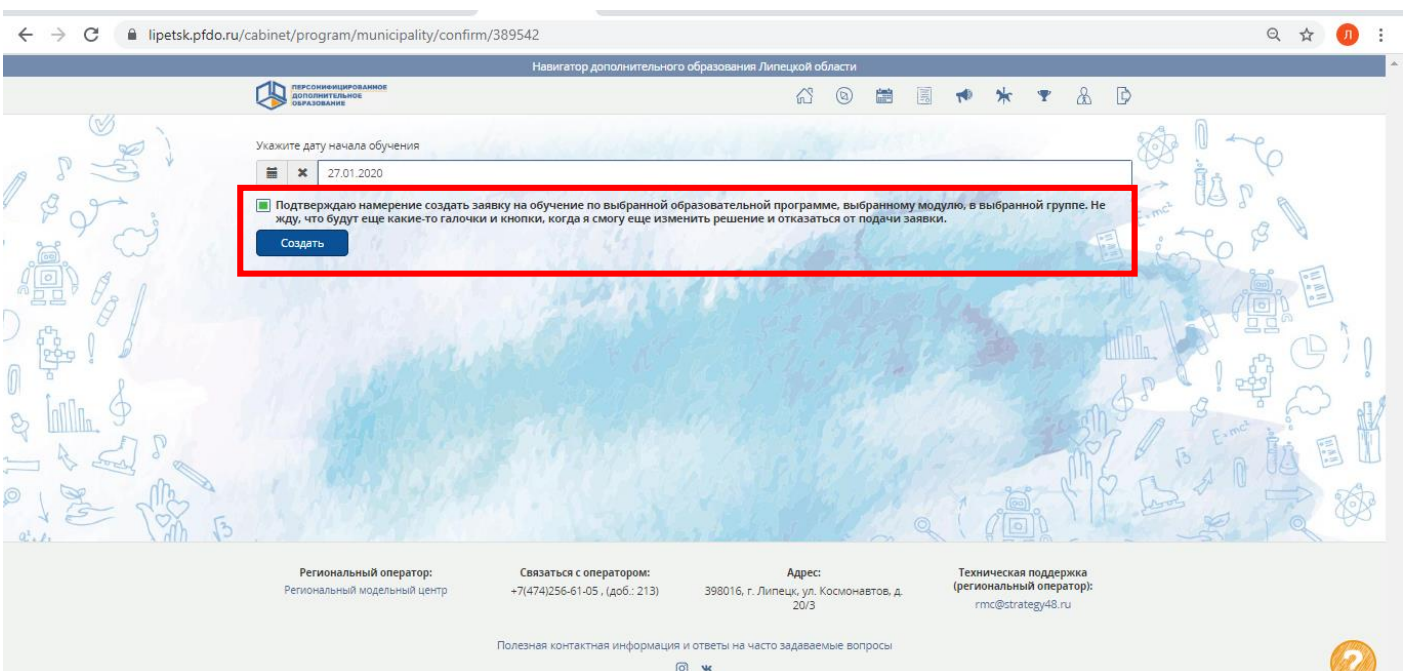 lipetsk.pfdo.ru/cabinet/program/municipality/confirm/389542
Л
Навигатор дополнительного образования Липецкой области
ПЕРСОНИФИЦИРОВАННОЕ
ДОПОЛНИТЕЛЬНОЕ
ОБРАЗОВАНИЕ
Укажите дату начала обучения
27.01.2020
Подтверждаю намерение создать заявку на обучение по выбранной образовательной программе, выбранному модулю, в выбранной группе. Не
жду, что будут еще какие-то галочки и кнопки, когда я смогу еще изменить решение и отказаться от подачи заявки.
Создать
E=mc²
E=mc²
√3
√3
Региональный оператор:
Региональный модельный центр
Связаться с оператором:
+7(474)256-61-05 , (доб.: 213)
Адрес:
398016, г. Липецк, ул. Космонавтов, д.
20/3
Техническая поддержка
(региональный оператор):
rmc@strategy48.ru
Полезная контактная информация и ответы на часто задаваемые вопросы
?